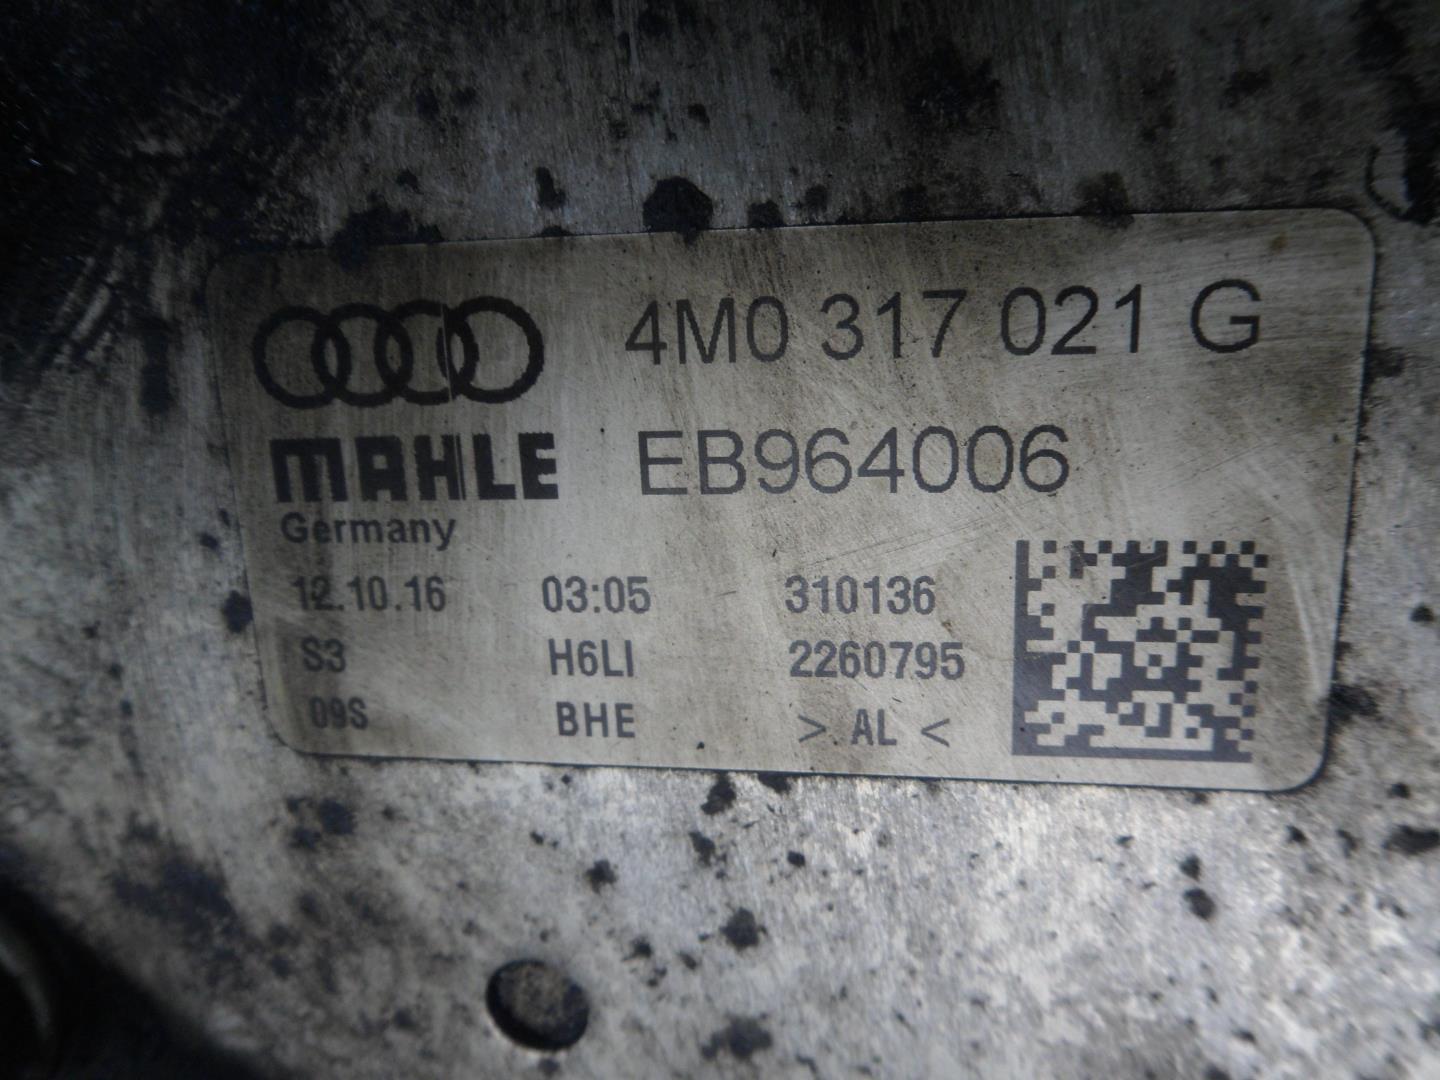 4M0 317 021 G
MAHLE EB964006
Germany
12.10.16 03:05 310136
S3 H6LI 2260795
09S BHE > AL <